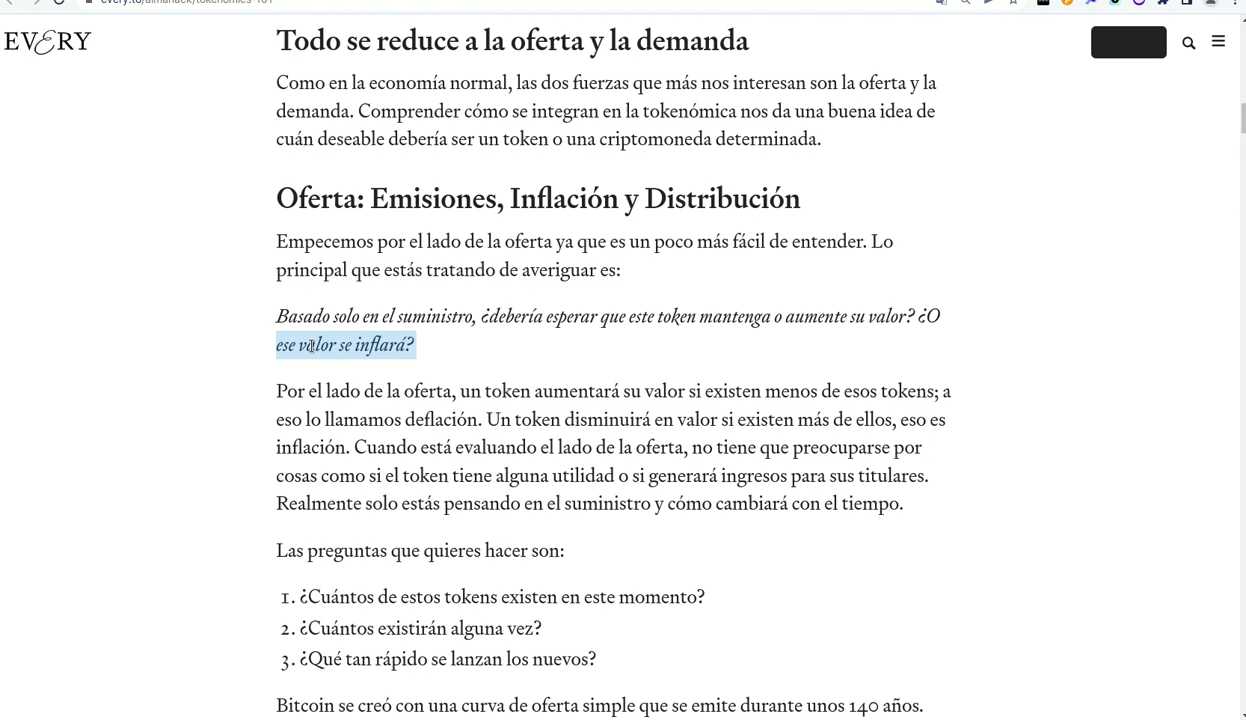 every.to/almanack/tokenomics-101
EVERY
Todo se reduce a la oferta y la demanda
Como en la economía normal, las dos fuerzas que más nos interesan son la oferta y la
demanda. Comprender cómo se integran en la tokenómica nos da una buena idea de
cuán deseable debería ser un token o una criptomoneda determinada.
Oferta: Emisiones, Inflación y Distribución
Empecemos por el lado de la oferta ya que es un poco más fácil de entender. Lo
principal que estás tratando de averiguar es:
Basado solo en el suministro, ¿debería esperar que este token mantenga o aumente su valor? ¿O
ese valor se inflará?
Por el lado de la oferta, un token aumentará su valor si existen menos de esos tokens; a
eso lo llamamos deflación. Un token disminuirá en valor si existen más de ellos, eso es
inflación. Cuando está evaluando el lado de la oferta, no tiene que preocuparse por
cosas como si el token tiene alguna utilidad o si generará ingresos para sus titulares.
Realmente solo estás pensando en el suministro y cómo cambiará con el tiempo.
Las preguntas que quieres hacer son:
1. ¿Cuántos de estos tokens existen en este momento?
2. ¿Cuántos existirán alguna vez?
3. ¿Qué tan rápido se lanzan los nuevos?
Bitcoin se creó con una curva de oferta simple que se emite durante unos 140 años.